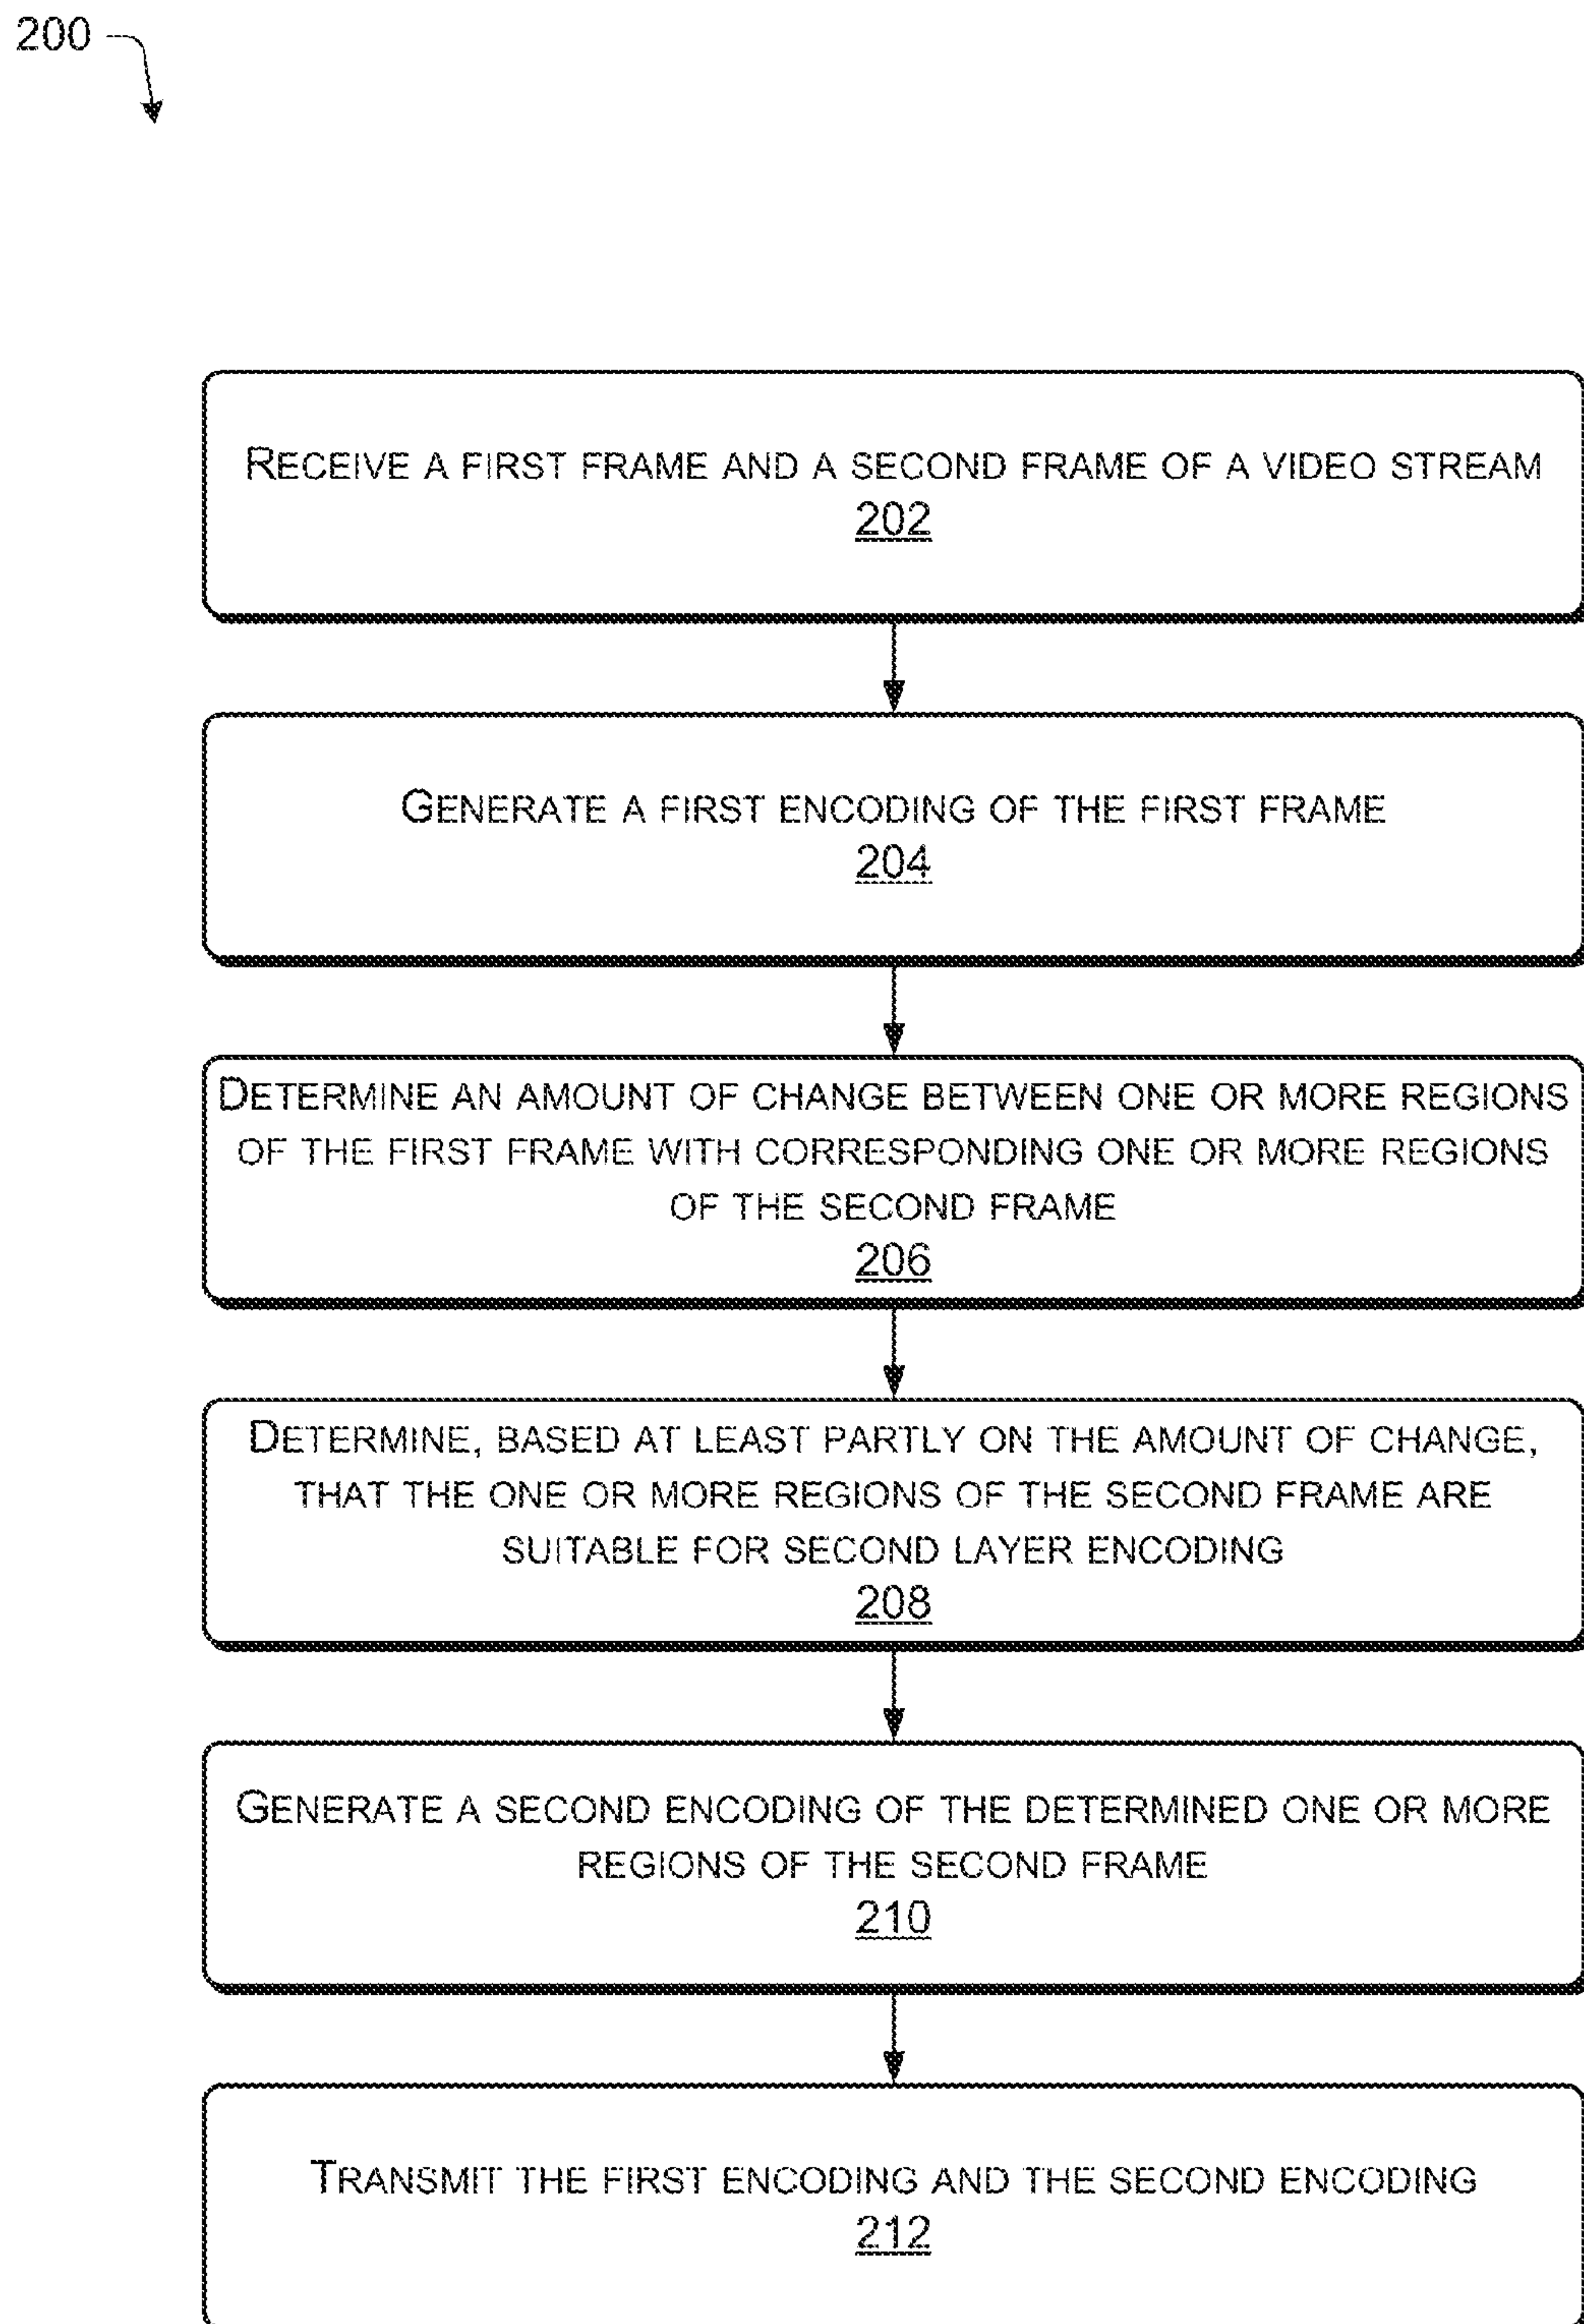 200
RECEIVE A FIRST FRAME AND A SECOND FRAME OF A VIDEO STREAM
202
GENERATE A FIRST ENCODING OF THE FIRST FRAME
204
DETERMINE AN AMOUNT OF CHANGE BETWEEN ONE OR MORE REGIONS
OF THE FIRST FRAME WITH CORRESPONDING ONE OR MORE REGIONS
OF THE SECOND FRAME
206
DETERMINE, BASED AT LEAST PARTLY ON THE AMOUNT OF CHANGE,
THAT THE ONE OR MORE REGIONS OF THE SECOND FRAME ARE
SUITABLE FOR SECOND LAYER ENCODING
208
GENERATE A SECOND ENCODING OF THE DETERMINED ONE OR MORE
REGIONS OF THE SECOND FRAME
210
TRANSMIT THE FIRST ENCODING AND THE SECOND ENCODING
212